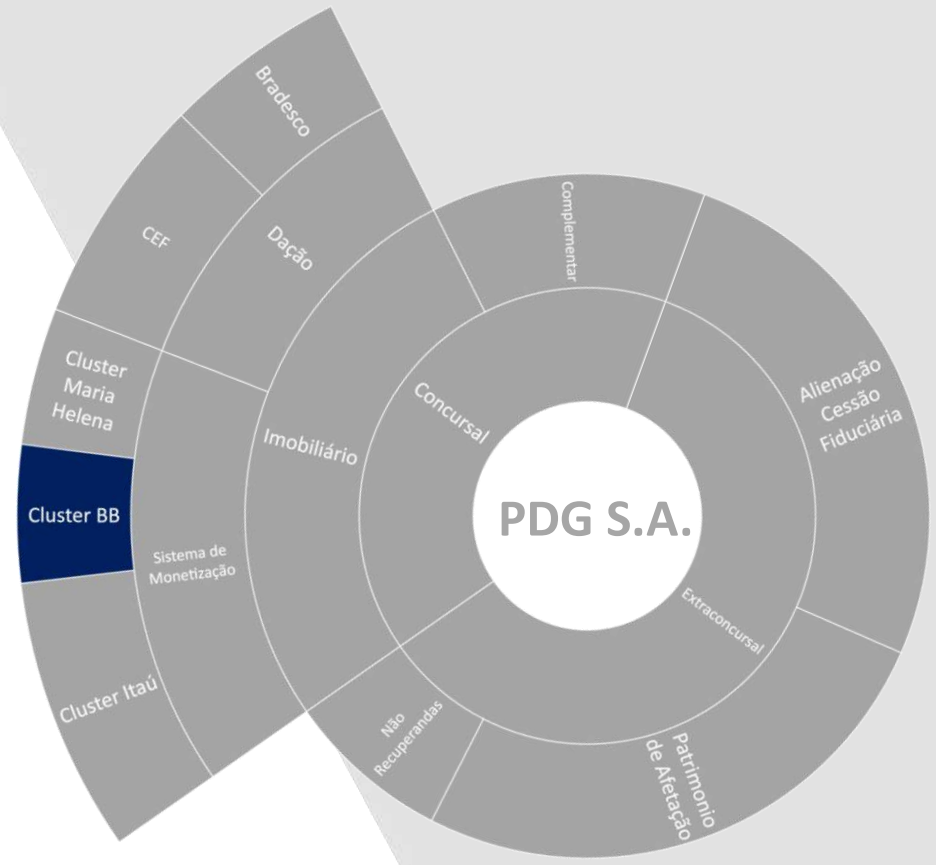 Bradesco
CEF
Dação
Complementar
Cluster
Maria
Helena
Concursal
Imobiliário
Alienação
Cessão
Fiduciária
Cluster BB
PDG S.A.
Sistema de
Monetização
Extraconcursal
Cluster Itaú
Não
Recuperandas
Patrimonio
de Afetação